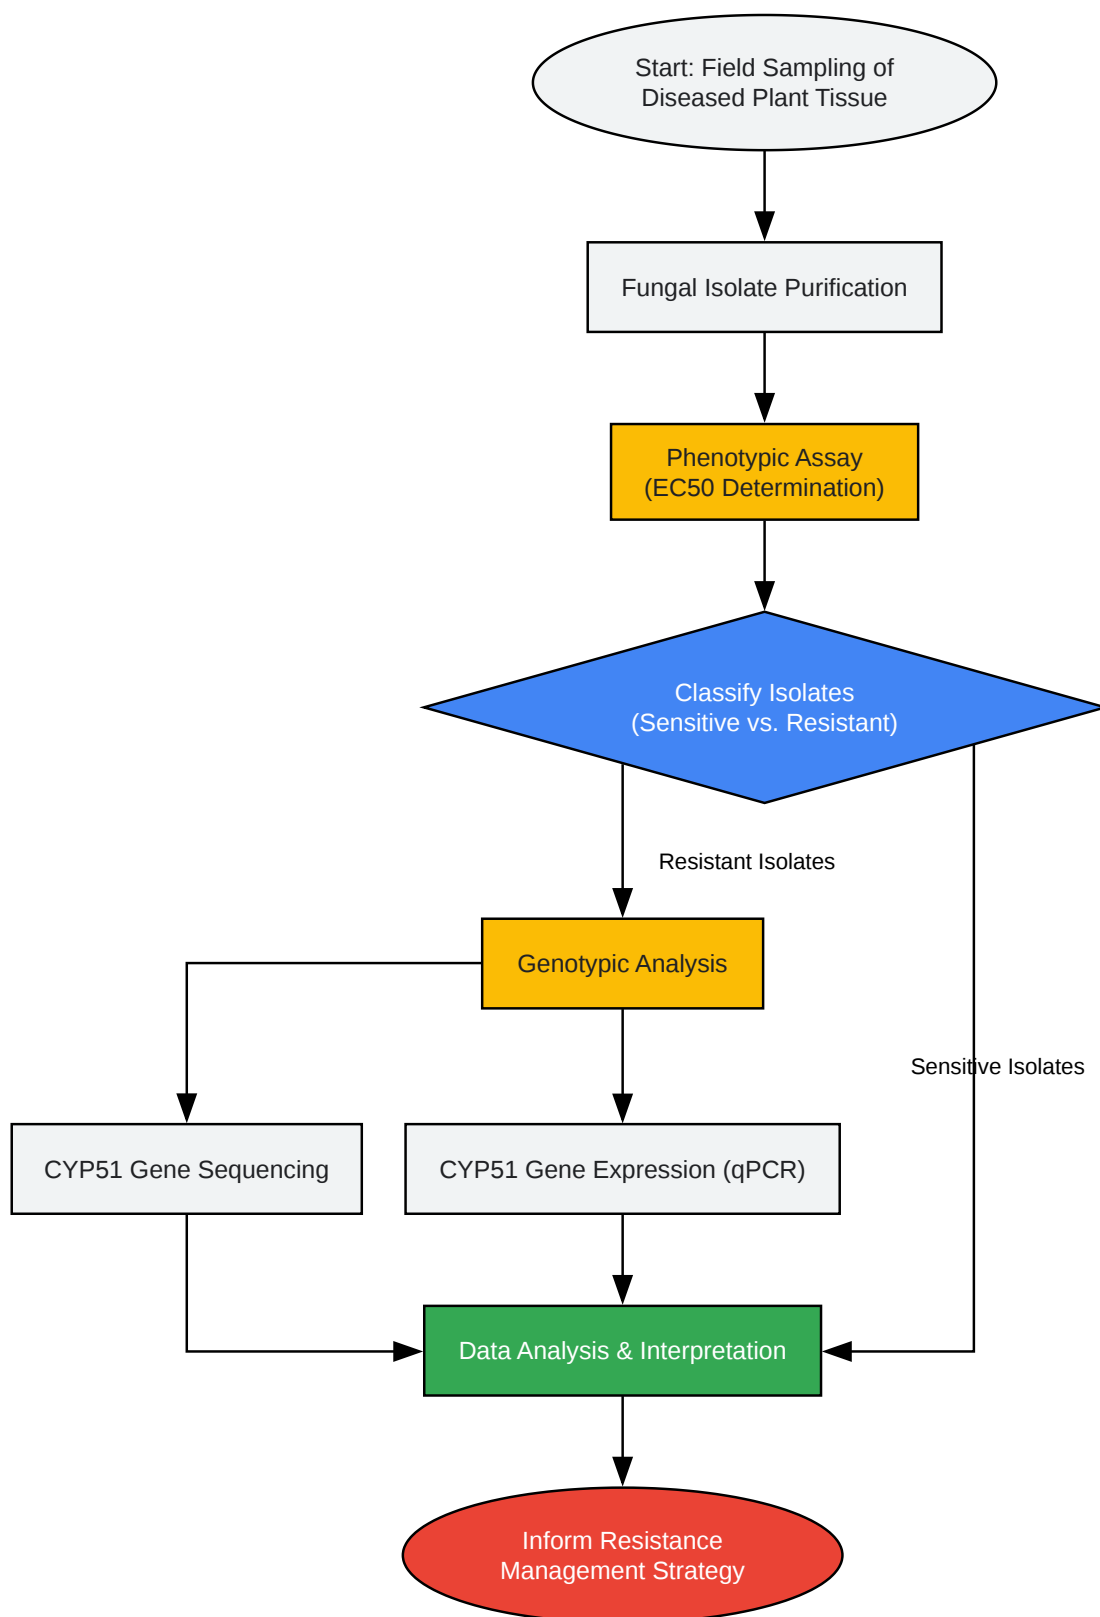 Start: Field Sampling of
Diseased Plant Tissue
Fungal Isolate Purification
Phenotypic Assay
(EC50 Determination)
Classify Isolates
(Sensitive vs. Resistant)
Resistant Isolates
Genotypic Analysis
Sensitive Isolates
CYP51 Gene Sequencing
CYP51 Gene Expression (qPCR)
Data Analysis & Interpretation
Inform Resistance
Management Strategy